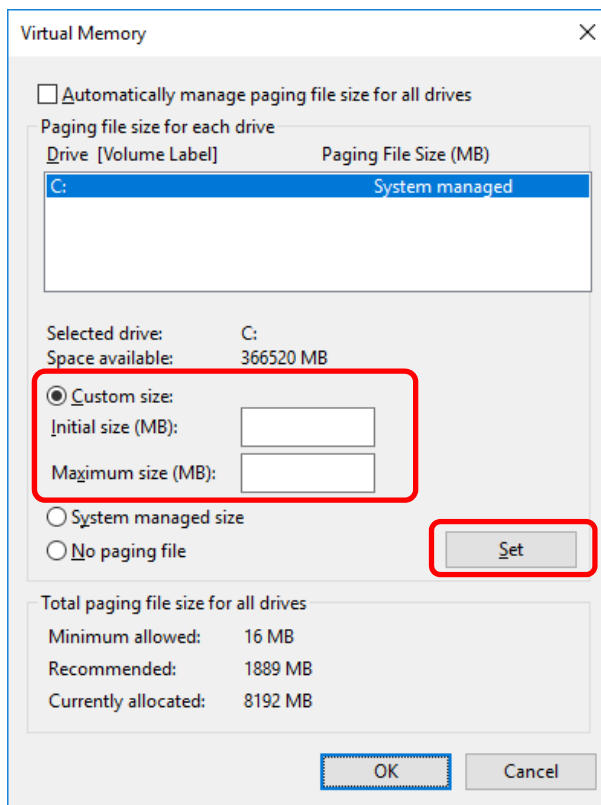 Virtual Memory
Automatically manage paging file size for all drives
Paging file size for each drive
Drive [Volume Label] Paging File Size (MB)
C: System managed
Selected drive: C:
Space available: 366520 MB
Custom size:
Initial size (MB):
Maximum size (MB):
System managed size
No paging file
Set
Total paging file size for all drives
Minimum allowed: 16 MB
Recommended: 1889 MB
Currently allocated: 8192 MB
OK Cancel